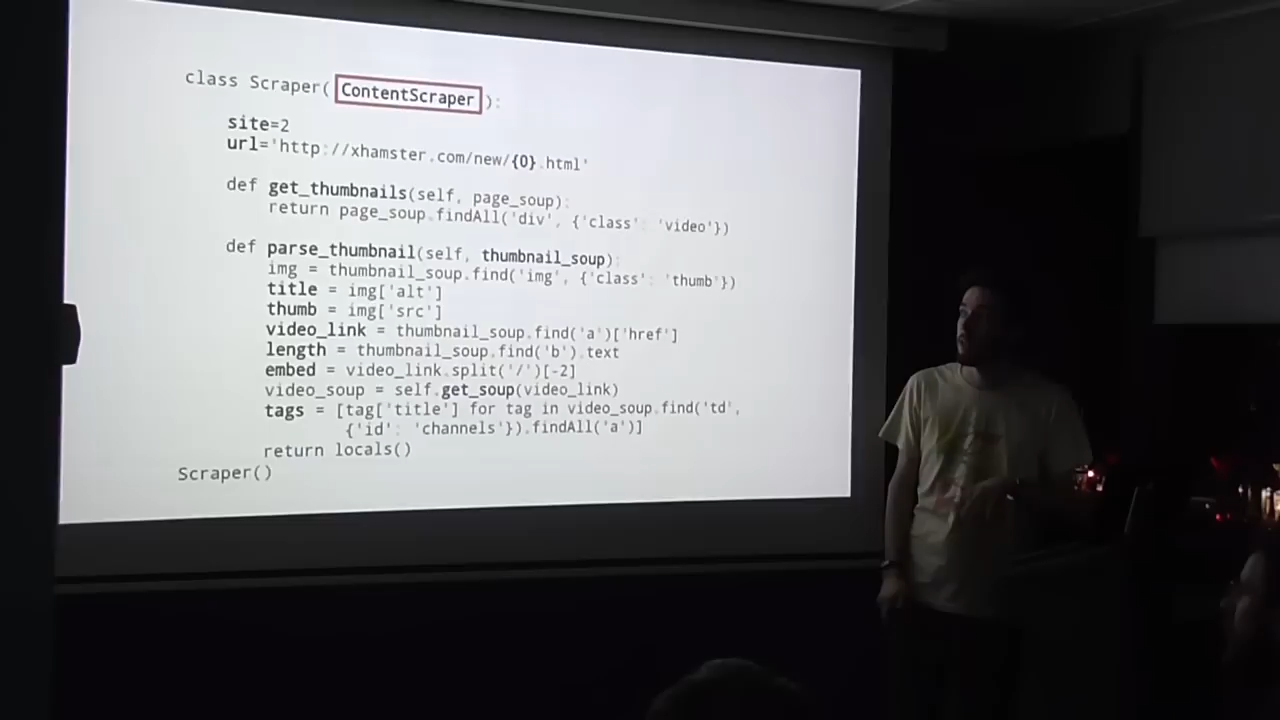 class Scraper( ContentScraper ):
site=2
url='http://xhamster.com/new/{0}.html'
def get_thumbnails(self, page_soup):
return page_soup.findAll('div', {'class': 'video'})
def parse_thumbnail(self, thumbnail_soup):
img = thumbnail_soup.find('img', {'class': 'thumb'})
title = img['alt']
thumb = img['src']
video_link = thumbnail_soup.find('a')['href']
length = thumbnail_soup.find('b').text
embed = video_link.split('/')[-2]
video_soup = self.get_soup(video_link)
tags = [tag['title'] for tag in video_soup.find('td',
{'id': 'channels'}).findAll('a')]
return locals()
Scraper()